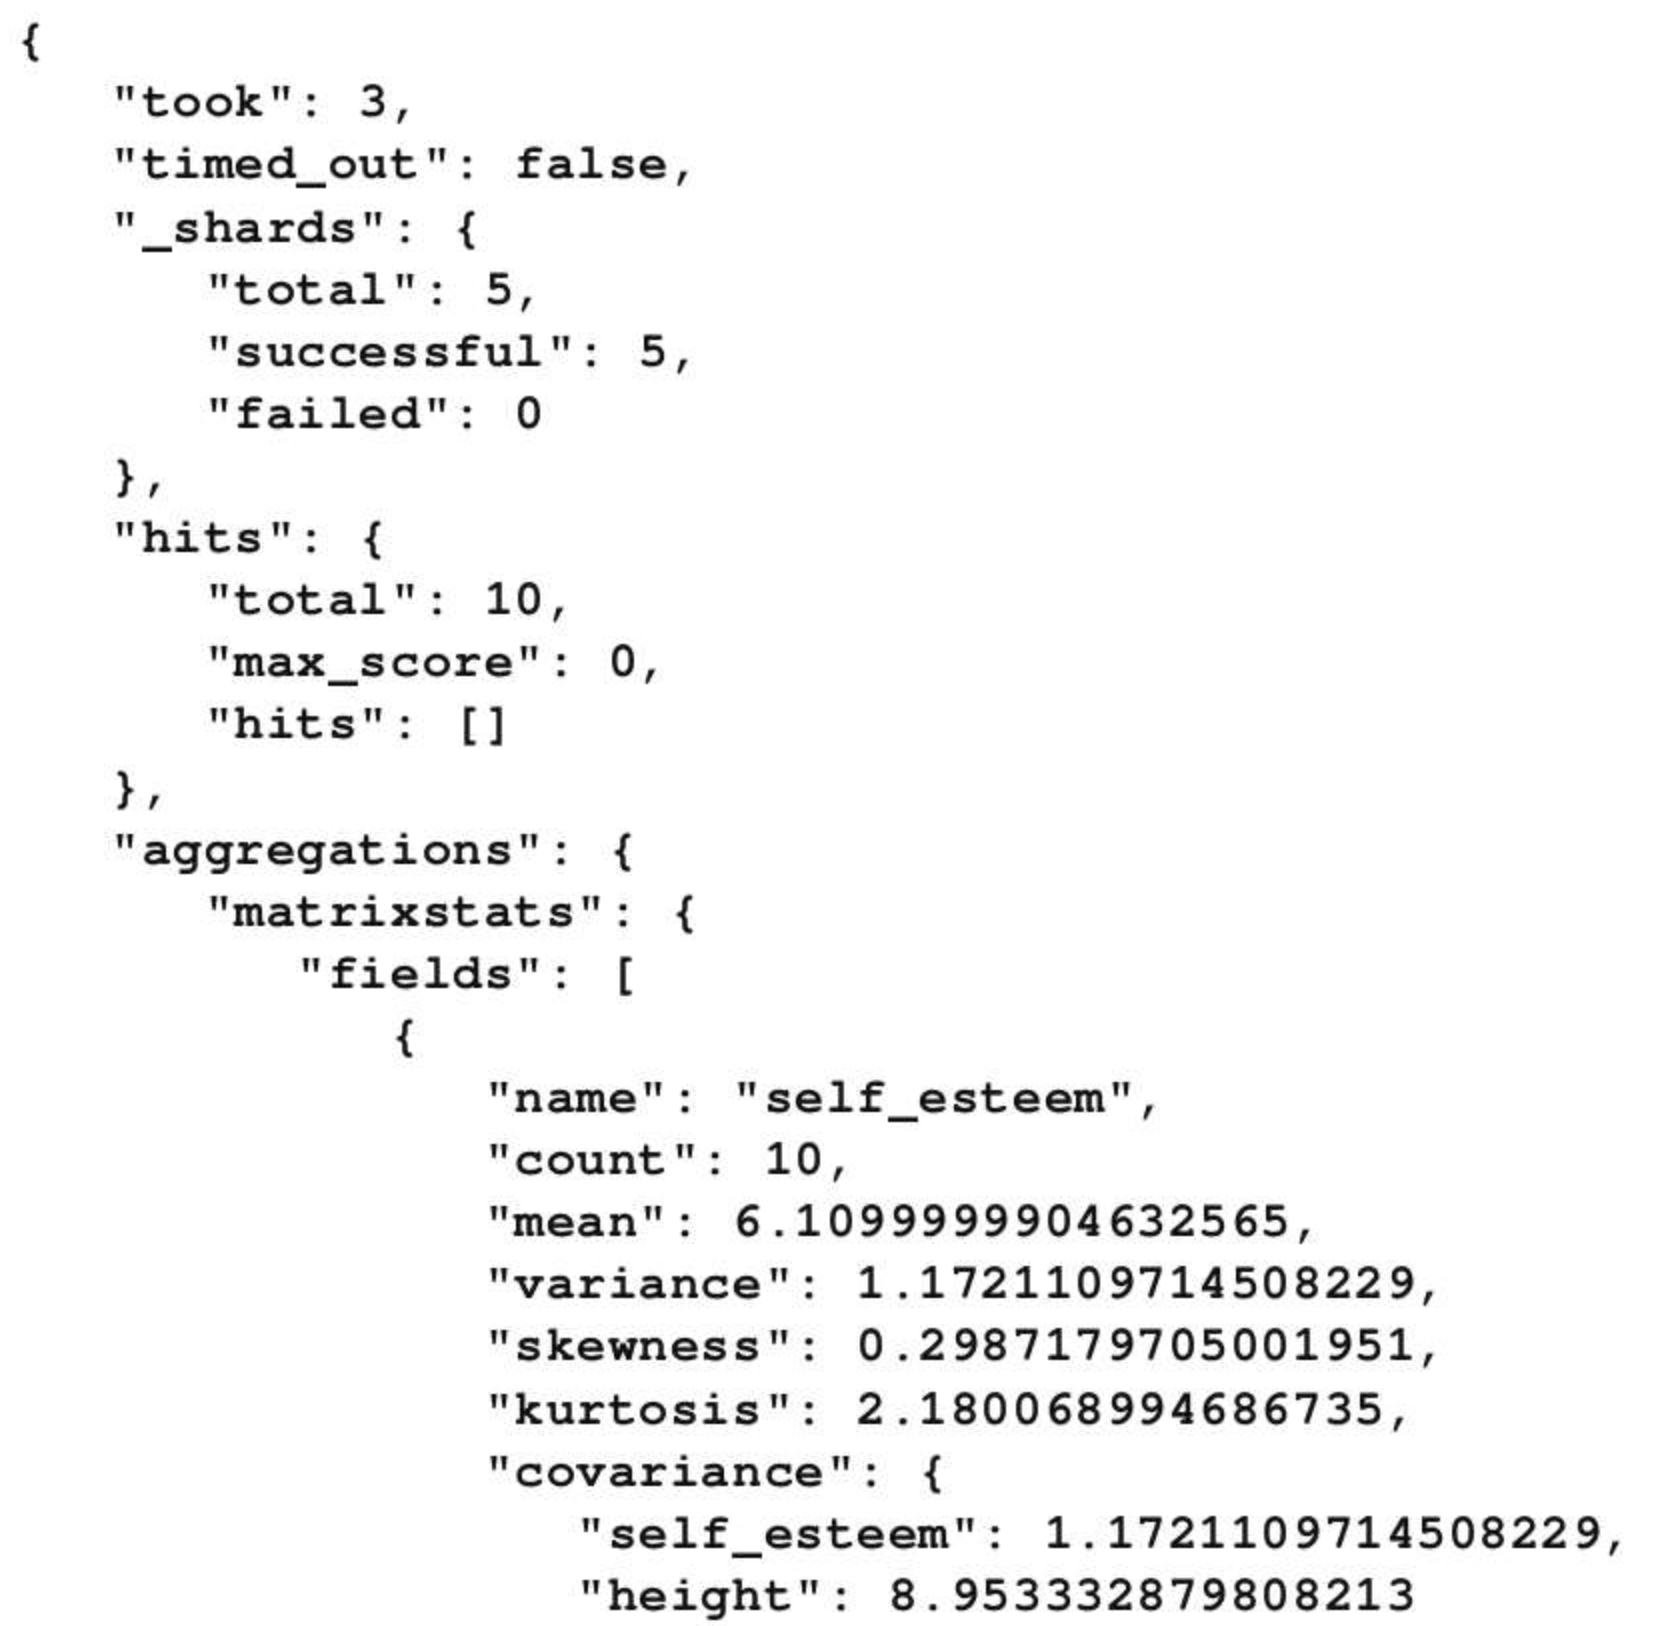 {
"took": 3,
"timed_out": false,
"_shards": {
"total": 5,
"successful": 5,
"failed": 0
},
"hits": {
"total": 10,
"max_score": 0,
"hits": []
},
"aggregations": {
"matrixstats": {
"fields": [
{
"name": "self_esteem",
"count": 10,
"mean": 6.1099999904632565,
"variance": 1.1721109714508229,
"skewness": 0.2987179705001951,
"kurtosis": 2.180068994686735,
"covariance": {
"self_esteem": 1.1721109714508229,
"height": 8.953332879808213